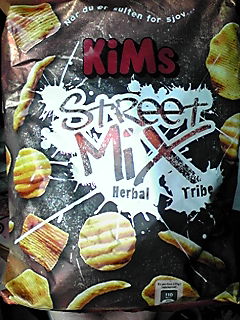 Når du er sulten for sjov...
KiMs
STREET
MiX
Herbal Tribe